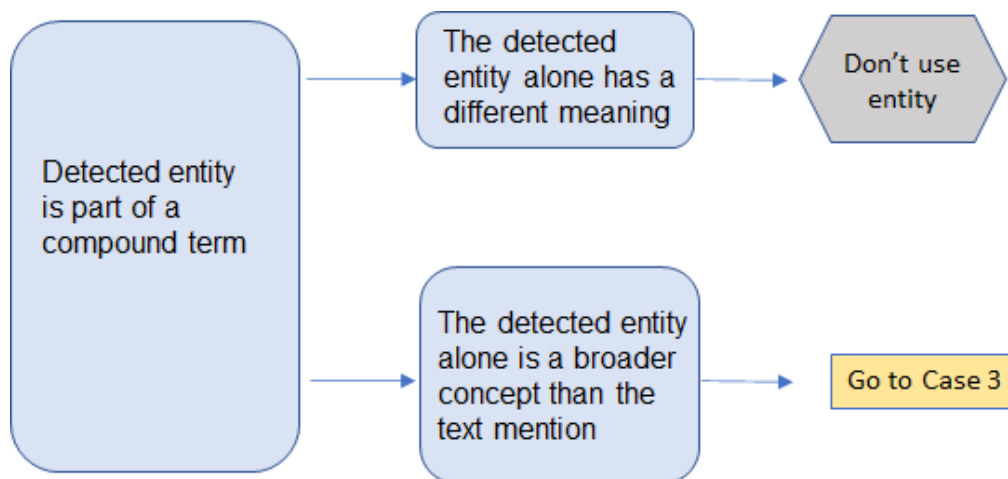 Detected entity
is part of a
compound term
The detected
entity alone has a
different meaning
Don’t use
entity
The detected entity
alone is a broader
concept than the
text mention
Go to Case 3